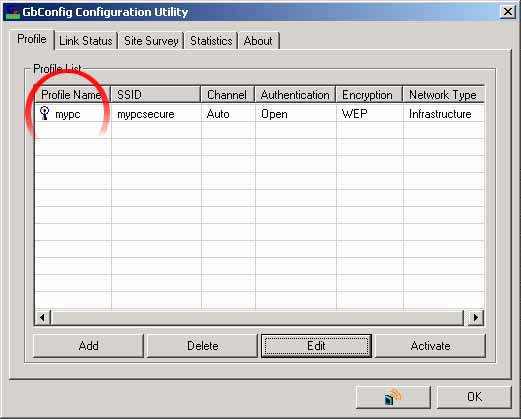 GbConfig Configuration Utility
Profile Link Status Site Survey Statistics About
Profile List
Profile Name SSID Channel Authentication Encryption Network Type
mypc mypcsecure Auto Open WEP Infrastructure
Add Delete Edit Activate
OK